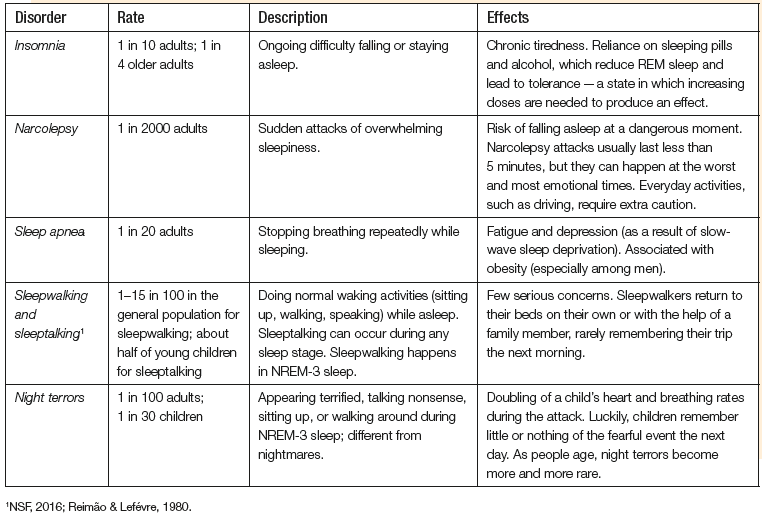 Disorder Rate Description Effects
Insomnia
1 in 10 adults; 1 in
4 older adults
Ongoing difficulty falling or staying
asleep.
Chronic tiredness. Reliance on sleeping pills
and alcohol, which reduce REM sleep and
lead to tolerance — a state in which increasing
doses are needed to produce an effect.
Narcolepsy
1 in 2000 adults
Sudden attacks of overwhelming
sleepiness.
Risk of falling asleep at a dangerous moment.
Narcolepsy attacks usually last less than
5 minutes, but they can happen at the worst
and most emotional times. Everyday activities,
such as driving, require extra caution.
Sleep apnea
1 in 20 adults
Stopping breathing repeatedly while
sleeping.
Fatigue and depression (as a result of slow-
wave sleep deprivation). Associated with
obesity (especially among men).
Sleepwalking
and
sleeptalking¹
1–15 in 100 in the
general population for
sleepwalking; about
half of young children
for sleeptalking
Doing normal waking activities (sitting
up, walking, speaking) while asleep.
Sleeptalking can occur during any
sleep stage. Sleepwalking happens
in NREM-3 sleep.
Few serious concerns. Sleepwalkers return to
their beds on their own or with the help of a
family member, rarely remembering their trip
the next morning.
Night terrors
1 in 100 adults;
1 in 30 children
Appearing terrified, talking nonsense,
sitting up, or walking around during
NREM-3 sleep; different from
nightmares.
Doubling of a child's heart and breathing rates
during the attack. Luckily, children remember
little or nothing of the fearful event the next
day. As people age, night terrors become
more and more rare.
¹NSF, 2016; Reimão & Lefévre, 1980.